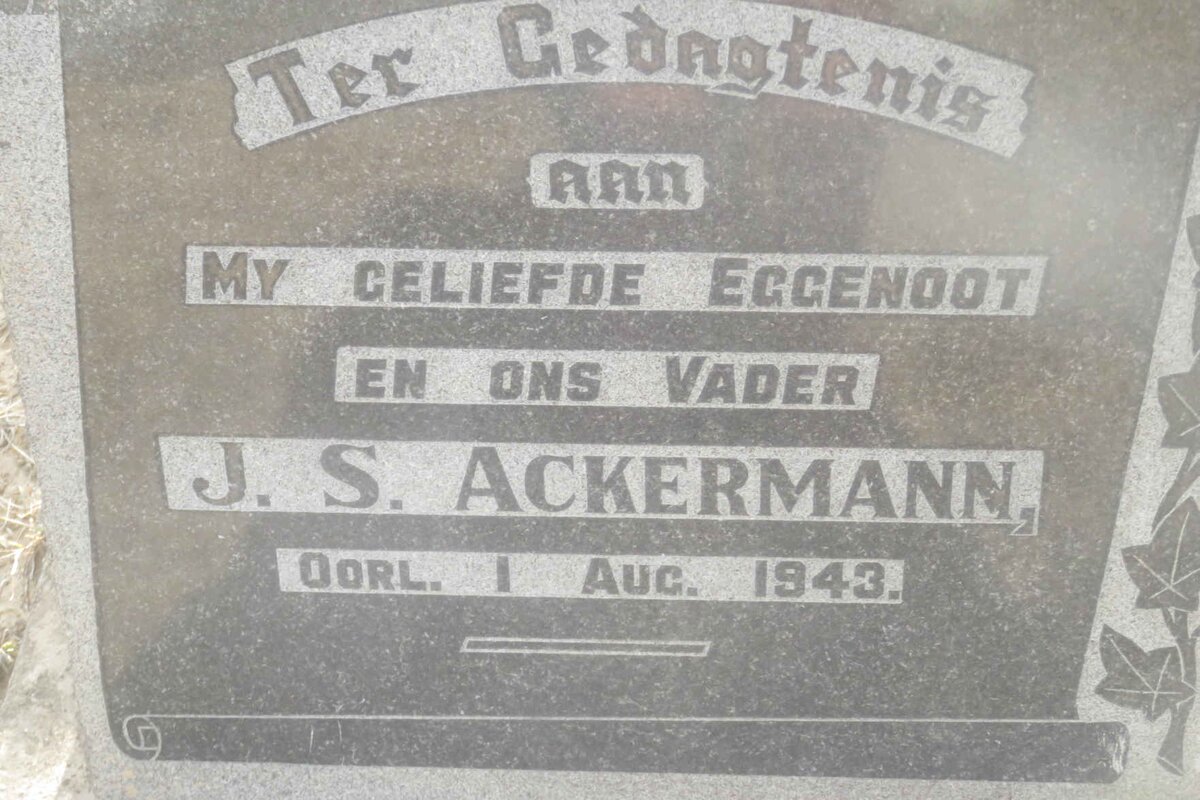 Ter Gedagtenis
aan
MY GELIEFDE EGGENOOT
EN ONS VADER
J. S. ACKERMANN,
OORL. 1 AUG. 1943.